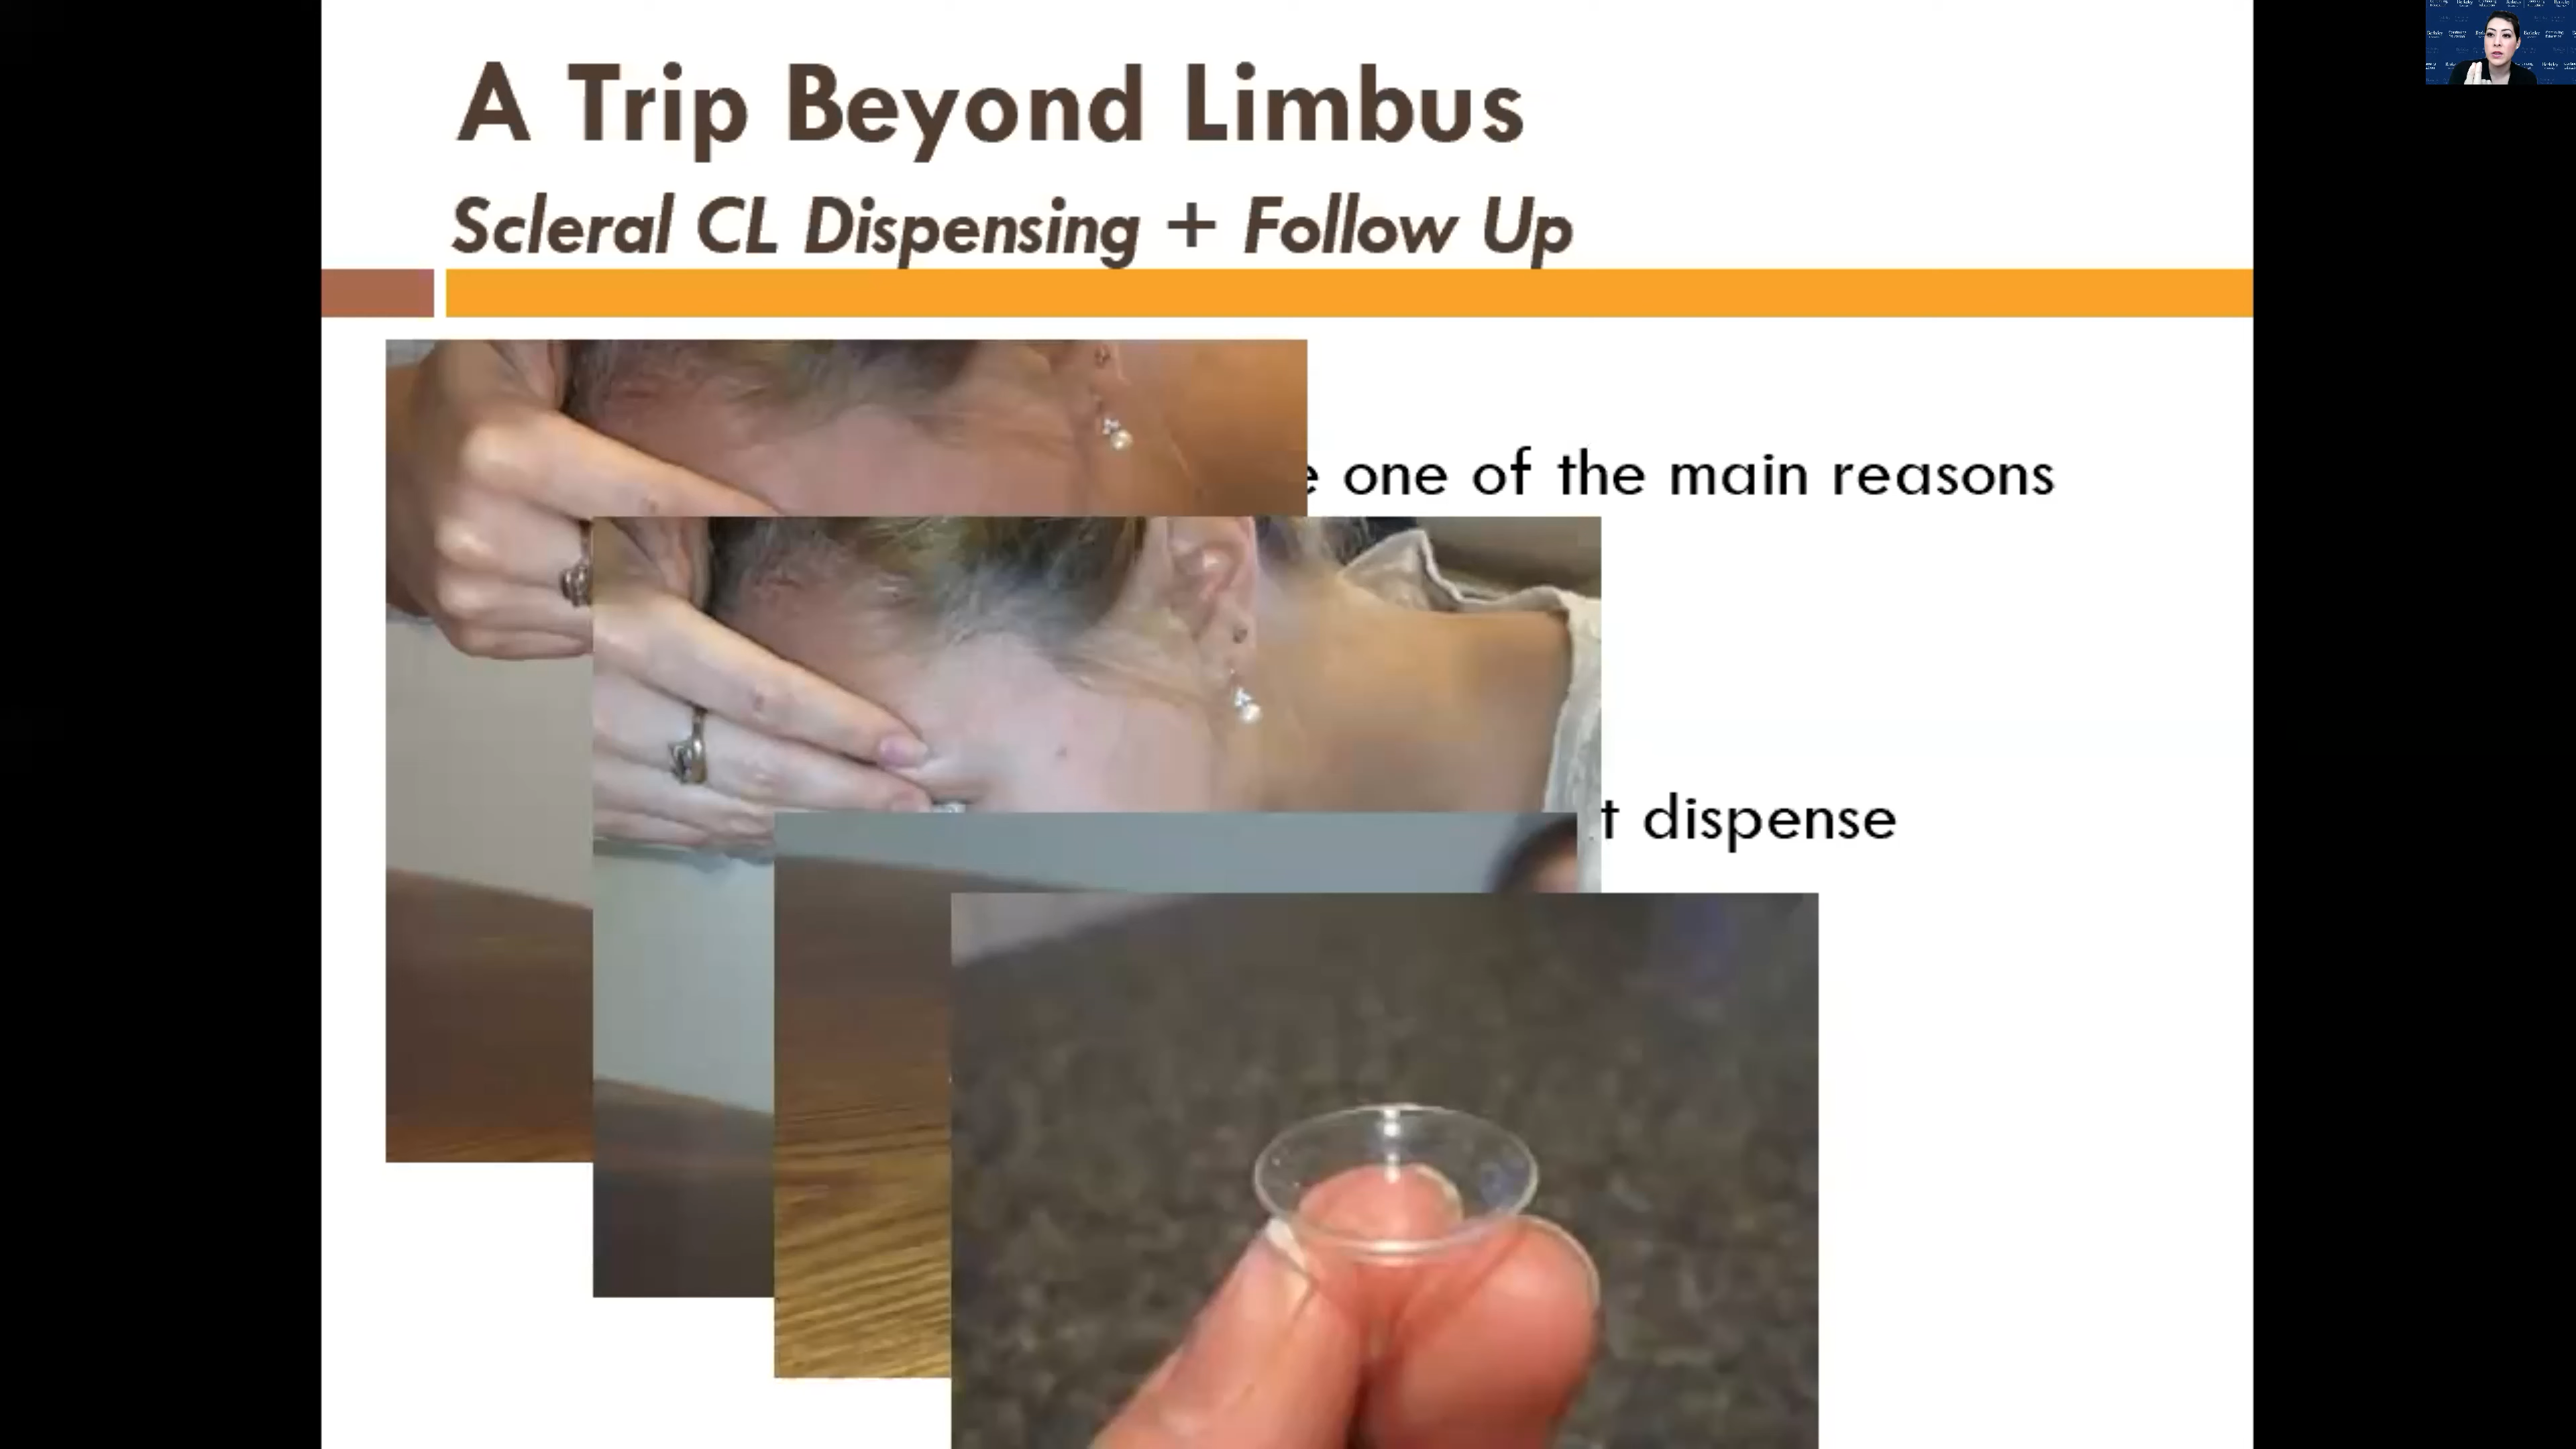 A Trip Beyond Limbus
Scleral CL Dispensing + Follow Up
e one of the main reasons
t dispense